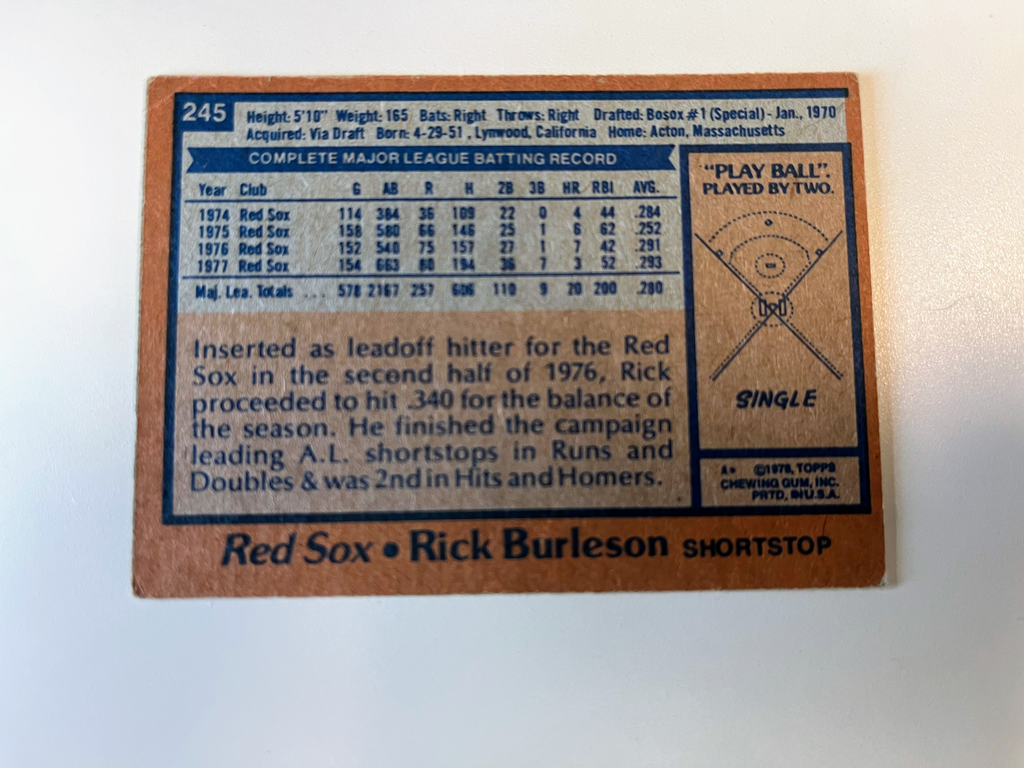 245
Height: 5'10" Weight: 165 Bats: Right Throws: Right Drafted: Bosox #1 (Special) - Jan., 1970
Acquired: Via Draft Born: 4-29-51, Lynwood, California Home: Acton, Massachusetts
COMPLETE MAJOR LEAGUE BATTING RECORD
Year Club G AB R H 2B 3B HR RBI AVG.
1974 Red Sox 114 384 36 109 22 0 4 44 .284
1975 Red Sox 158 580 66 146 25 1 6 62 .252
1976 Red Sox 152 540 75 157 27 1 7 42 .291
1977 Red Sox 154 663 80 194 36 7 3 52 .293
Maj. Lea. Totals ... 578 2167 257 606 110 9 20 200 .280
Inserted as leadoff hitter for the Red
Sox in the second half of 1976, Rick
proceeded to hit .340 for the balance of
the season. He finished the campaign
leading A.L. shortstops in Runs and
Doubles & was 2nd in Hits and Homers.
"PLAY BALL".
PLAYED BY TWO.
SINGLE
A* ©1978, TOPPS
CHEWING GUM, INC.
PRTD. IN U.S.A.
Red Sox • Rick Burleson SHORTSTOP